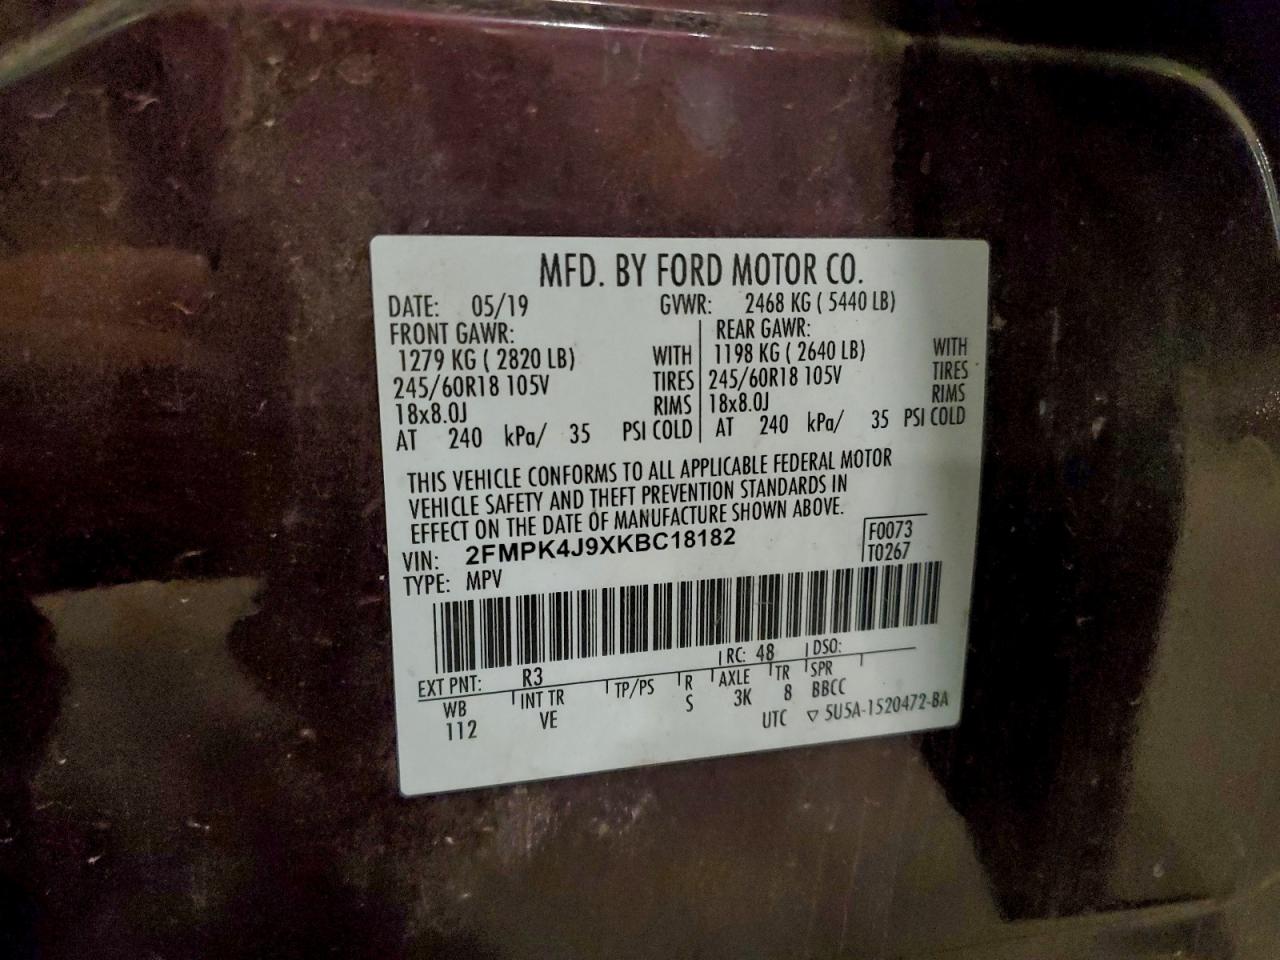 MFD. BY FORD MOTOR CO.
DATE: 05/19 GVWR: 2468 KG ( 5440 LB)
FRONT GAWR: REAR GAWR:
1279 KG ( 2820 LB) WITH 1198 KG ( 2640 LB) WITH
245/60R18 105V TIRES 245/60R18 105V TIRES
18x8.0J RIMS 18x8.0J RIMS
AT 240 kPa/ 35 PSI COLD AT 240 kPa/ 35 PSI COLD
THIS VEHICLE CONFORMS TO ALL APPLICABLE FEDERAL MOTOR
VEHICLE SAFETY AND THEFT PREVENTION STANDARDS IN
EFFECT ON THE DATE OF MANUFACTURE SHOWN ABOVE.
VIN: 2FMPK4J9XKBC18182 F0073
TYPE: MPV T0267
EXT PNT: R3 RC: 48 DSO:
WB INT TR TP/PS R AXLE TR SPR
112 VE S 3K 8 BBCC
UTC ▽ 5U5A-1520472-BA